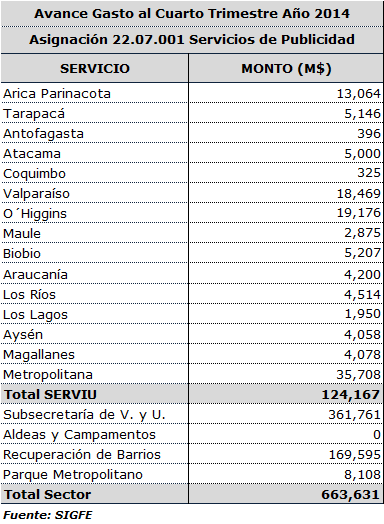 Avance Gasto al Cuarto Trimestre Año 2014
Asignación 22.07.001 Servicios de Publicidad
SERVICIO MONTO (M$)
Arica Parinacota 13,064
Tarapacá 5,146
Antofagasta 396
Atacama 5,000
Coquimbo 325
Valparaíso 18,469
O´Higgins 19,176
Maule 2,875
Biobio 5,207
Araucanía 4,200
Los Ríos 4,514
Los Lagos 1,950
Aysén 4,058
Magallanes 4,078
Metropolitana 35,708
Total SERVIU 124,167
Subsecretaría de V. y U. 361,761
Aldeas y Campamentos 0
Recuperación de Barrios 169,595
Parque Metropolitano 8,108
Total Sector 663,631
Fuente: SIGFE